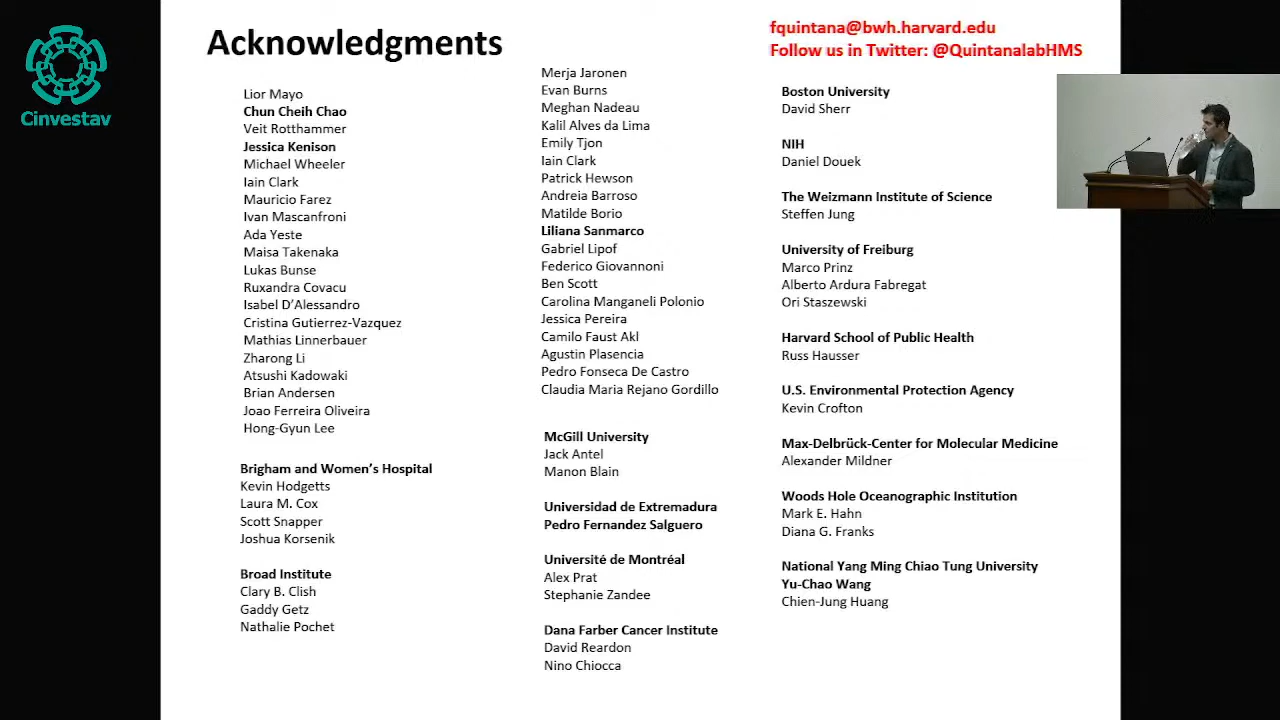 Cinvestav
Acknowledgments
fquintana@bwh.harvard.edu
Follow us in Twitter: @QuintanalabHMS
Lior Mayo
Chun Cheih Chao
Veit Rotthammer
Jessica Kenison
Michael Wheeler
Iain Clark
Mauricio Farez
Ivan Mascanfroni
Ada Yeste
Maisa Takenaka
Lukas Bunse
Ruxandra Covacu
Isabel D’Alessandro
Cristina Gutierrez-Vazquez
Mathias Linnerbauer
Zharong Li
Atsushi Kadowaki
Brian Andersen
Joao Ferreira Oliveira
Hong-Gyun Lee
Brigham and Women’s Hospital
Kevin Hodgetts
Laura M. Cox
Scott Snapper
Joshua Korsenik
Broad Institute
Clary B. Clish
Gaddy Getz
Nathalie Pochet
Merja Jaronen
Evan Burns
Meghan Nadeau
Kalil Alves da Lima
Emily Tjon
Iain Clark
Patrick Hewson
Andreia Barroso
Matilde Borio
Liliana Sanmarco
Gabriel Lipof
Federico Giovannoni
Ben Scott
Carolina Manganeli Polonio
Jessica Pereira
Camilo Faust Akl
Agustin Plasencia
Pedro Fonseca De Castro
Claudia Maria Rejano Gordillo
McGill University
Jack Antel
Manon Blain
Universidad de Extremadura
Pedro Fernandez Salguero
Université de Montréal
Alex Prat
Stephanie Zandee
Dana Farber Cancer Institute
David Reardon
Nino Chiocca
Boston University
David Sherr
NIH
Daniel Douek
The Weizmann Institute of Science
Steffen Jung
University of Freiburg
Marco Prinz
Alberto Ardura Fabregat
Ori Staszewski
Harvard School of Public Health
Russ Hausser
U.S. Environmental Protection Agency
Kevin Crofton
Max-Delbrück-Center for Molecular Medicine
Alexander Mildner
Woods Hole Oceanographic Institution
Mark E. Hahn
Diana G. Franks
National Yang Ming Chiao Tung University
Yu-Chao Wang
Chien-Jung Huang